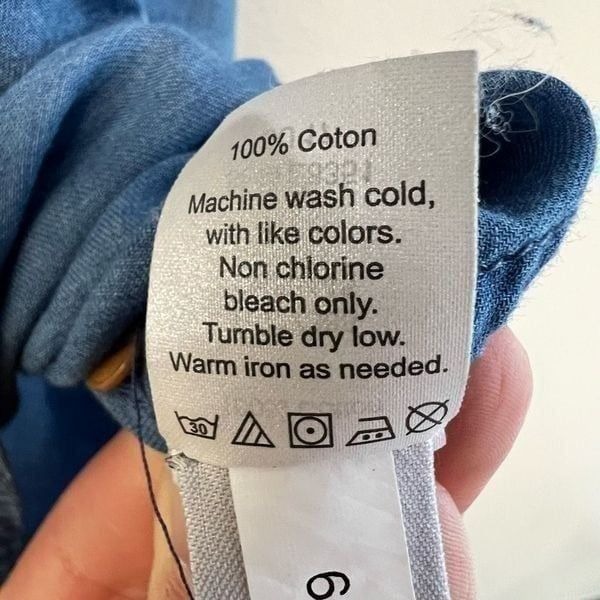 100% Coton
Machine wash cold,
with like colors.
Non chlorine
bleach only.
Tumble dry low.
Warm iron as needed.
30
6